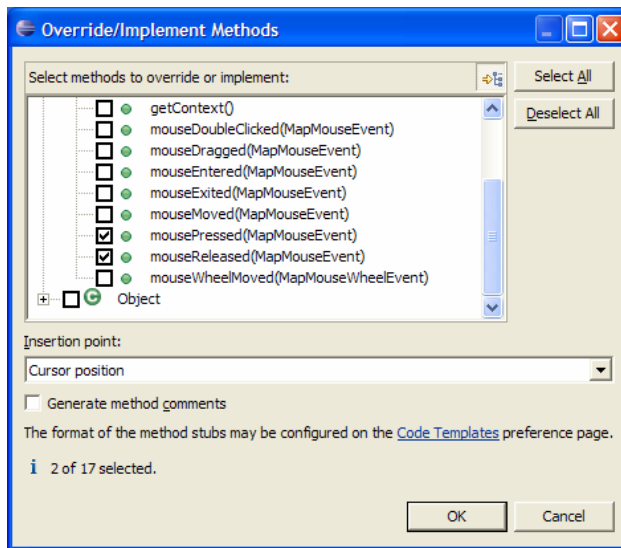 Override/Implement Methods
Select methods to override or implement:
Select All
Deselect All
getContext()
mouseDoubleClicked(MapMouseEvent)
mouseDragged(MapMouseEvent)
mouseEntered(MapMouseEvent)
mouseExited(MapMouseEvent)
mouseMoved(MapMouseEvent)
mousePressed(MapMouseEvent)
mouseReleased(MapMouseEvent)
mouseWheelMoved(MapMouseWheelEvent)
C Object
Insertion point:
Cursor position
Generate method comments
The format of the method stubs may be configured on the Code Templates preference page.
i 2 of 17 selected.
OK Cancel